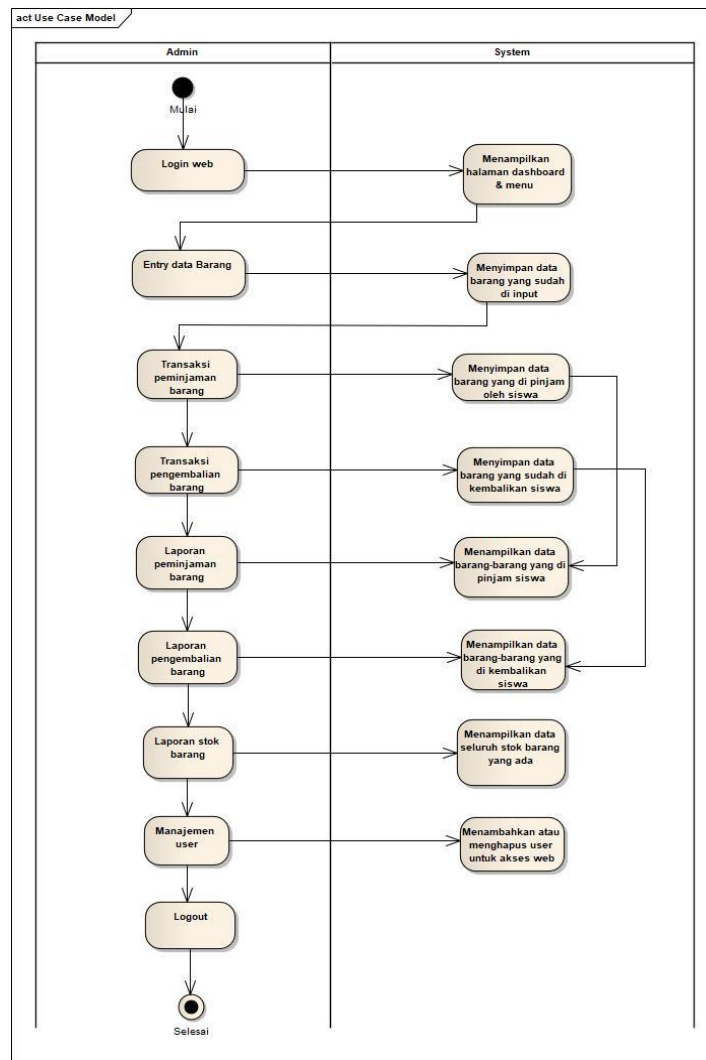 act Use Case Model
Admin
System
Mulai
Login web
Menampilkan
halaman dashboard
& menu
Entry data Barang
Menyimpan data
barang yang sudah
di input
Transaksi
peminjaman
barang
Menyimpan data
barang yang di pinjam
oleh siswa
Transaksi
pengembalian
barang
Menyimpan data
barang yang sudah di
kembalikan siswa
Laporan
peminjaman
barang
Menampilkan data
barang-barang yang di
pinjam siswa
Laporan
pengembalian
barang
Menampilkan data
barang-barang yang
di kembalikan
siswa
Laporan stok
barang
Menampilkan data
seluruh stok barang
yang ada
Manajemen
user
Menambahkan atau
menghapus user
untuk akses web
Logout
Selesai